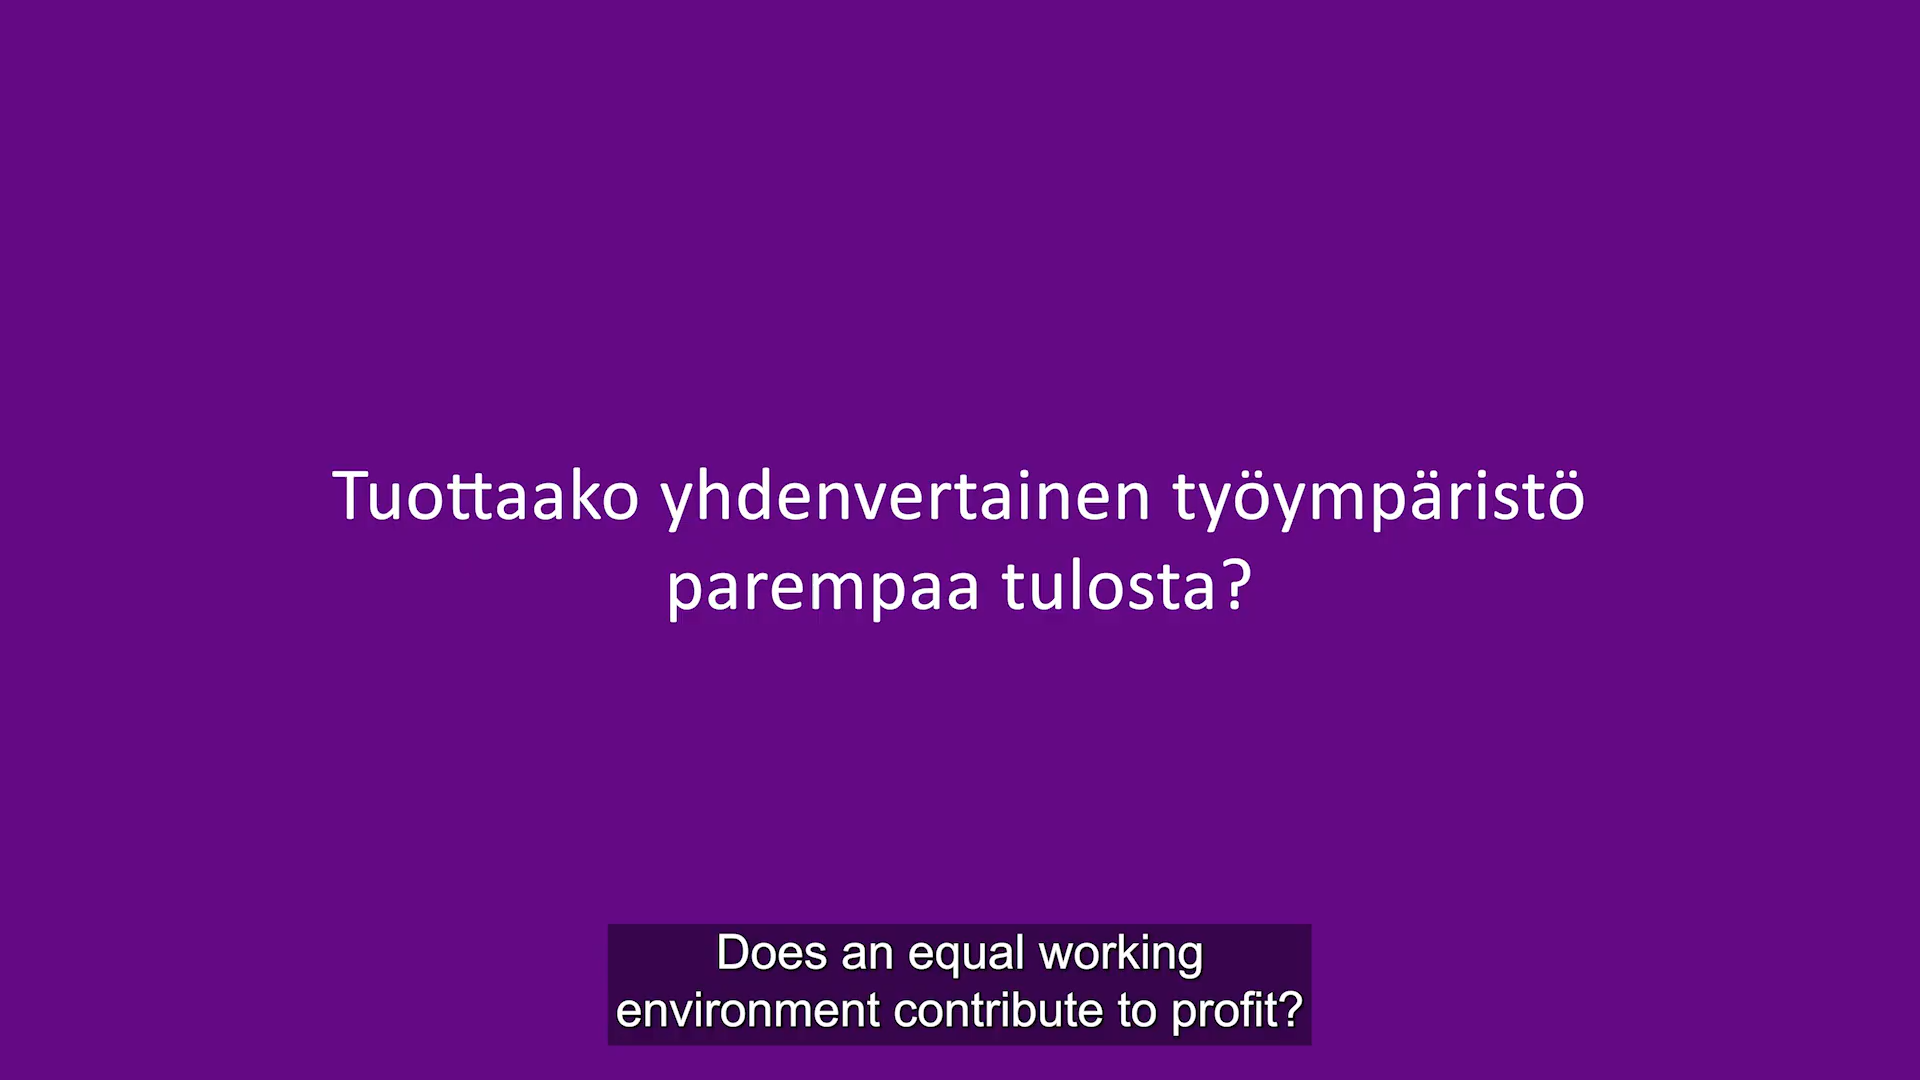 Tuottaako yhdenvertainen työympäristö
parempaa tulosta?
Does an equal working
environment contribute to profit?